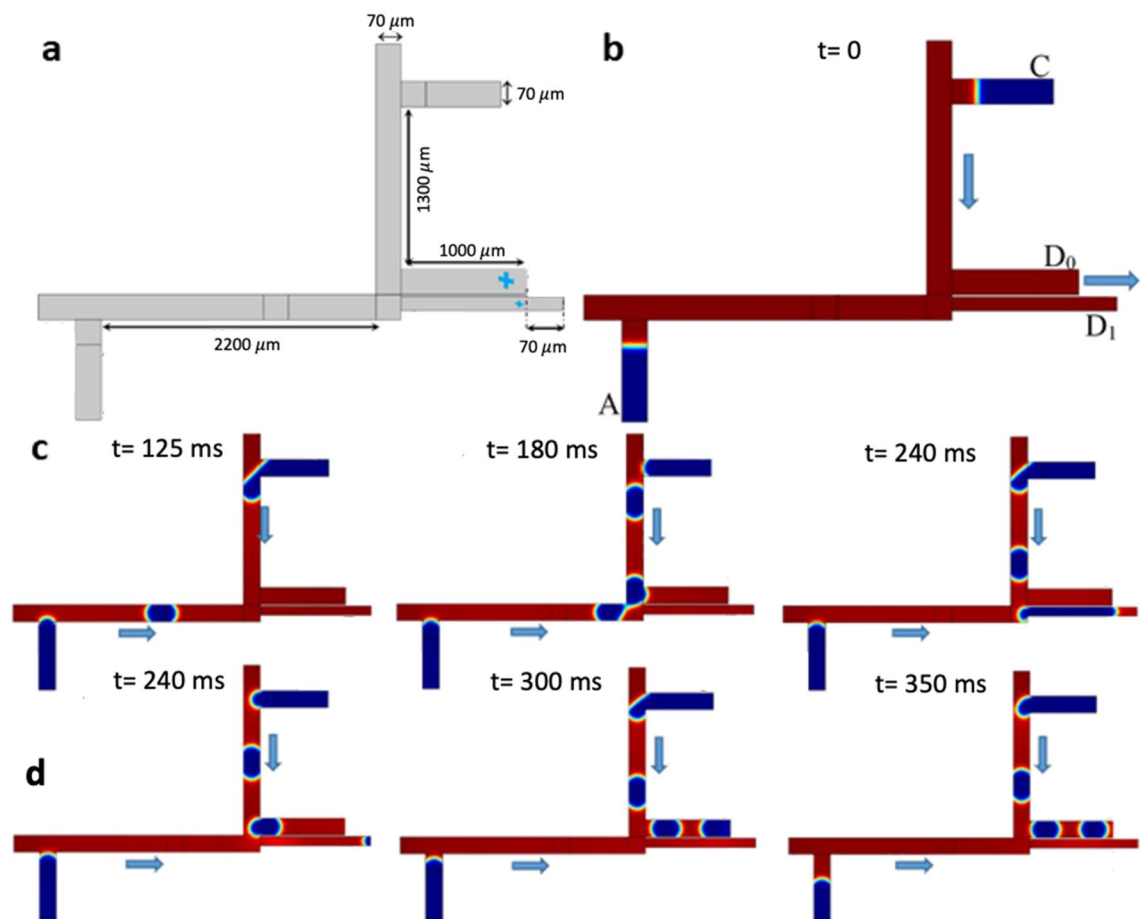 a
70 μm
70 μm
1300 μm
1000 μm
2200 μm
70 μm
b
t= 0
C
D₀
D₁
A
c
t= 125 ms
t= 180 ms
t= 240 ms
d
t= 240 ms
t= 300 ms
t= 350 ms